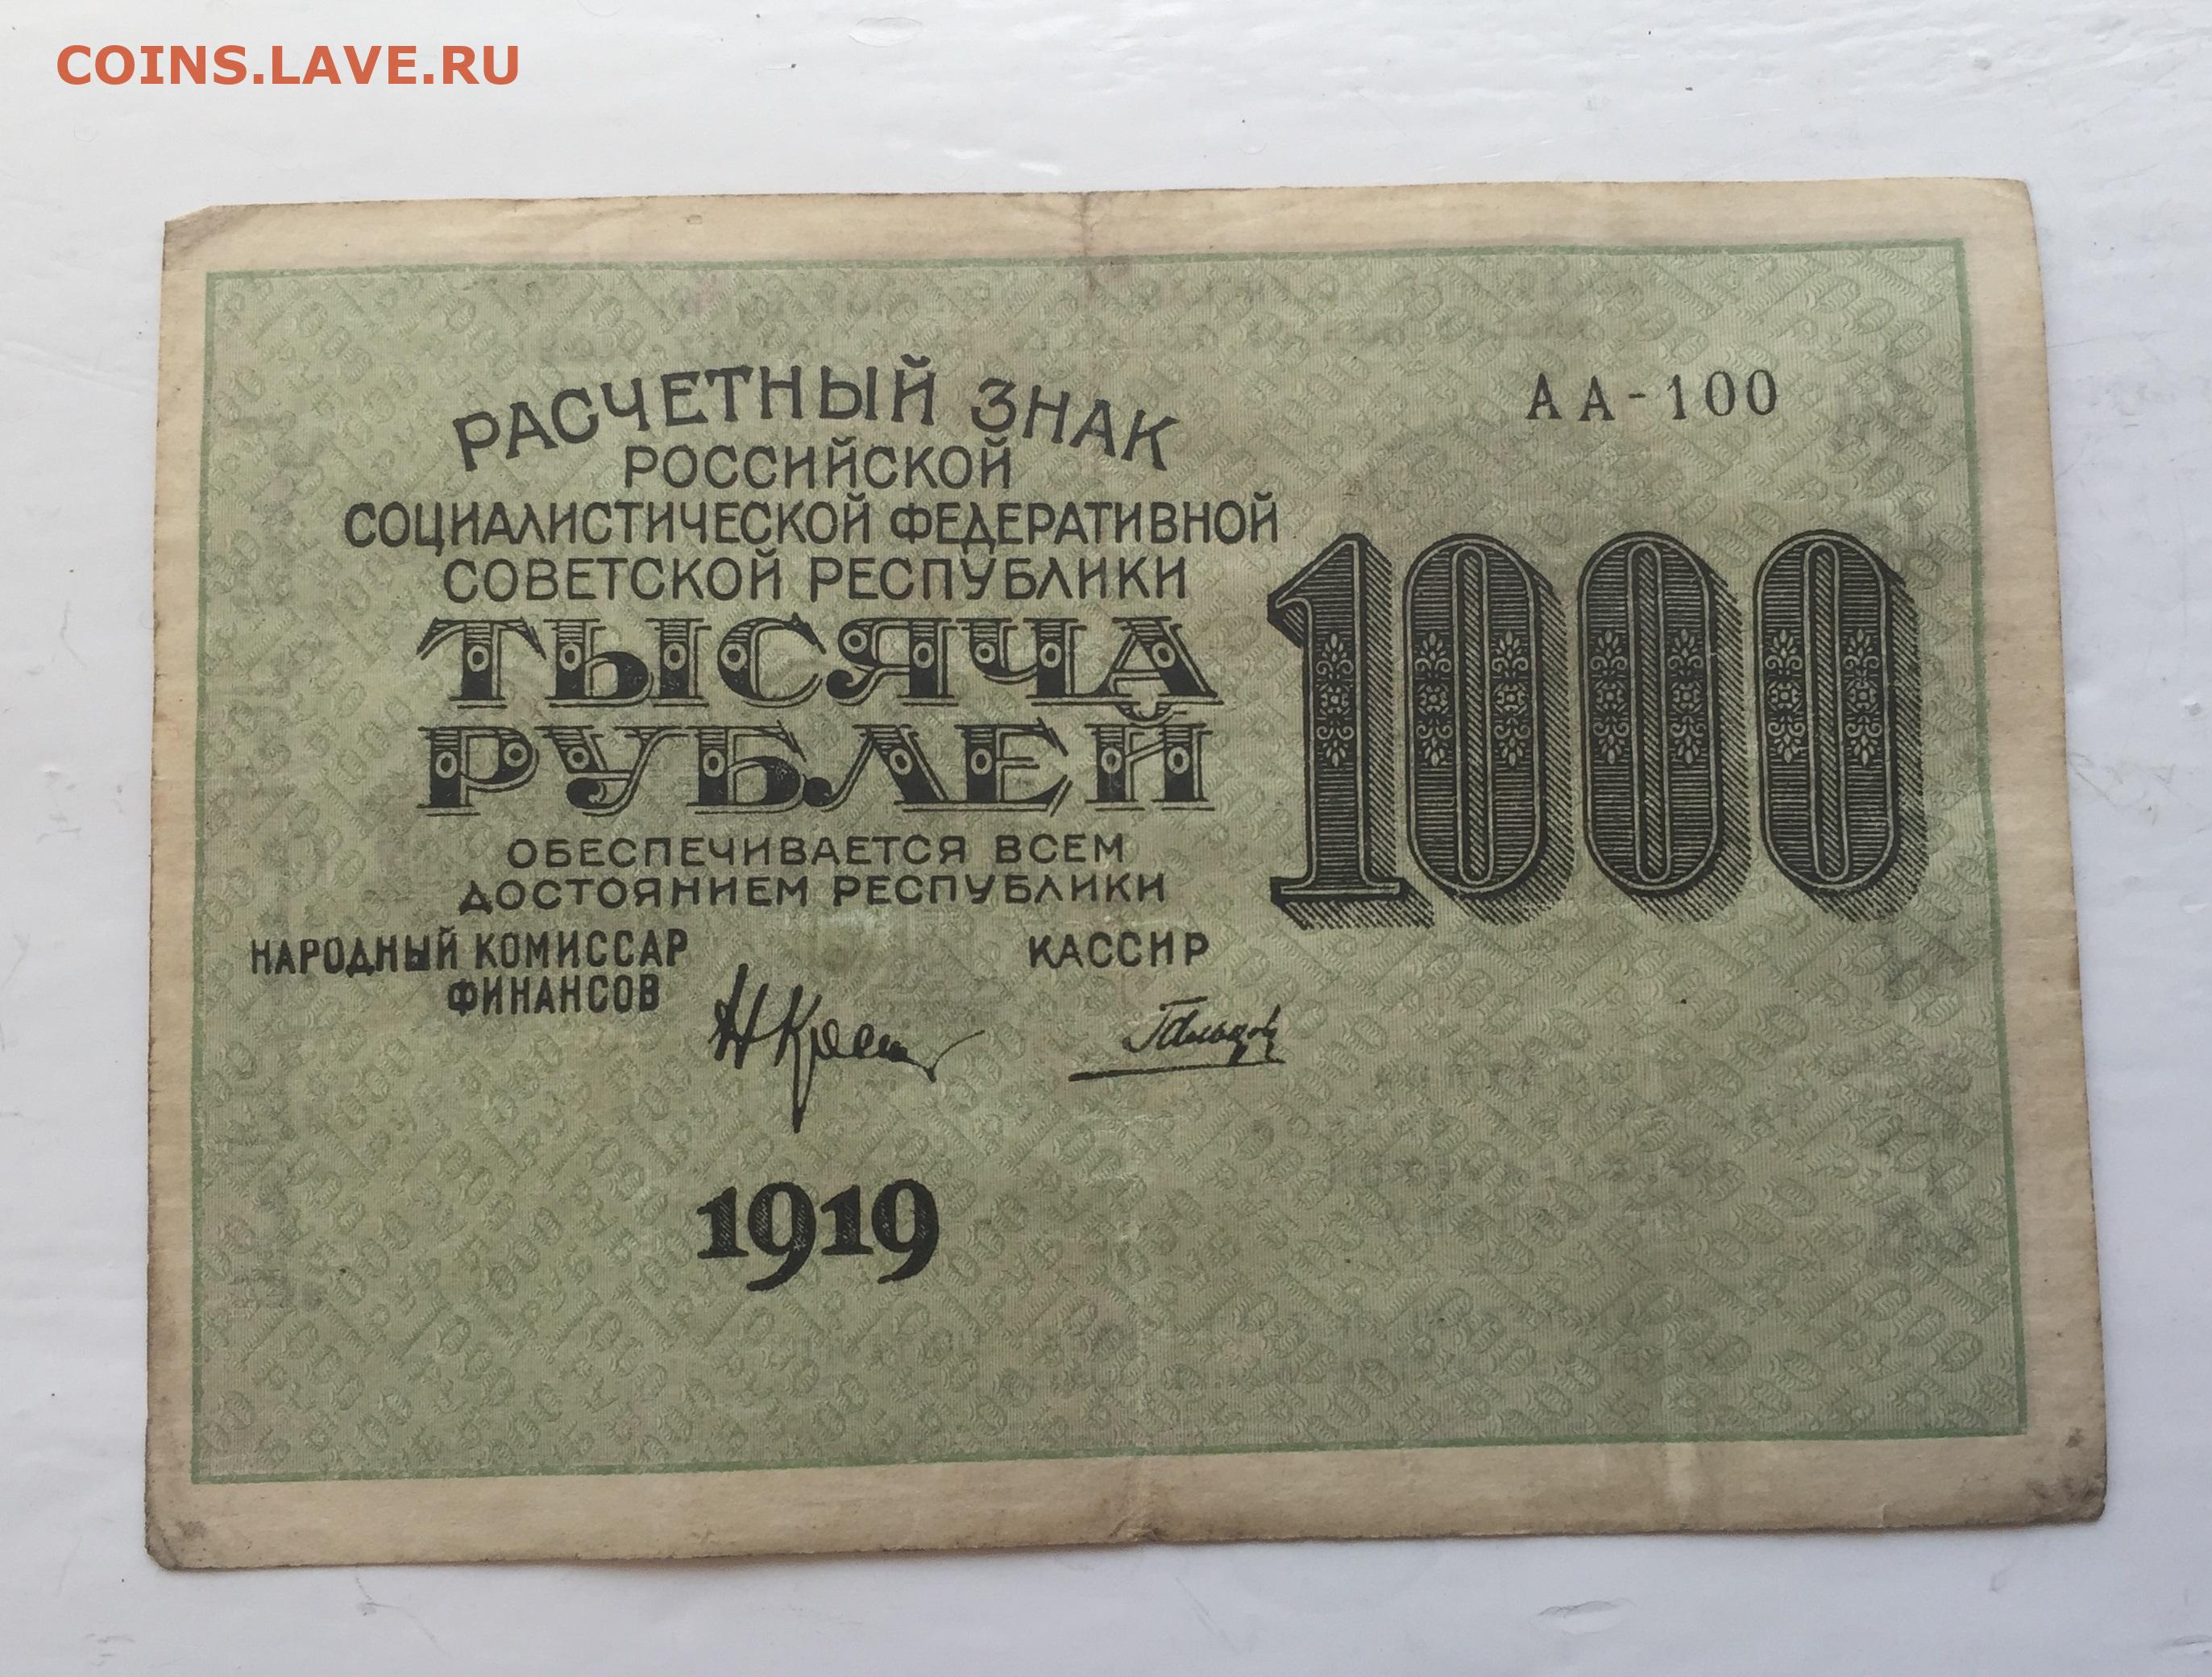 COINS.LAVE.RU
РАСЧЕТНЫЙ ЗНАК
РОССИЙСКОЙ
СОЦИАЛИСТИЧЕСКОЙ ФЕДЕРАТИВНОЙ
СОВЕТСКОЙ РЕСПУБЛИКИ
ТЫСЯЧА
РУБЛЕЙ
ОБЕСПЕЧИВАЕТСЯ ВСЕМ
ДОСТОЯНИЕМ РЕСПУБЛИКИ
НАРОДНЫЙ КОМИССАР
ФИНАНСОВ
КАССИР
1919
АА-100
1000